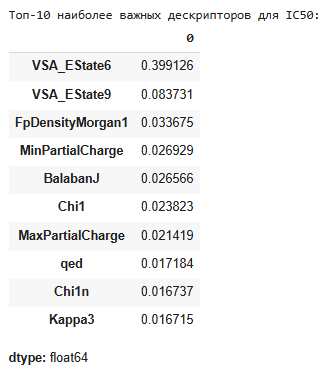 Топ-10 наиболее важных дескрипторов для IC50:
0
VSA_EState6 0.399126
VSA_EState9 0.083731
FpDensityMorgan1 0.033675
MinPartialCharge 0.026929
BalabanJ 0.026566
Chi1 0.023823
MaxPartialCharge 0.021419
qed 0.017184
Chi1n 0.016737
Kappa3 0.016715
dtype: float64